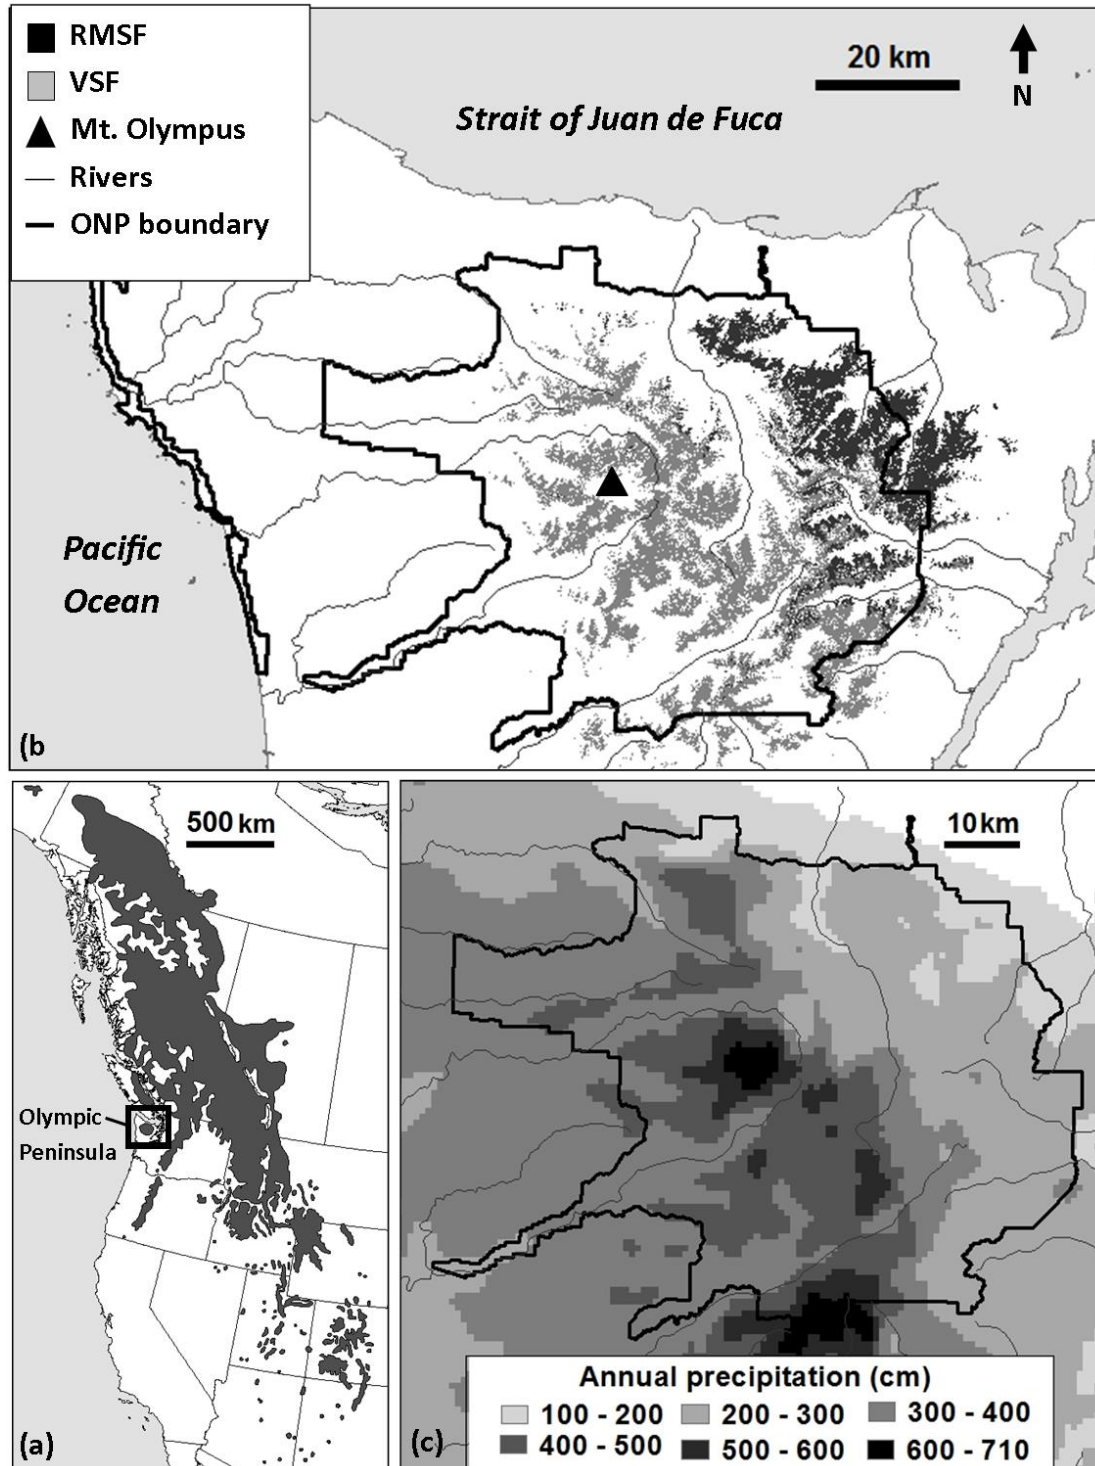 RMSF
VSF
Mt. Olympus
Rivers
ONP boundary
20 km
N
Strait of Juan de Fuca
Pacific
Ocean
(b
500 km
Olympic
Peninsula
(a)
10 km
Annual precipitation (cm)
100 - 200 200 - 300 300 - 400
400 - 500 500 - 600 600 - 710
(c)